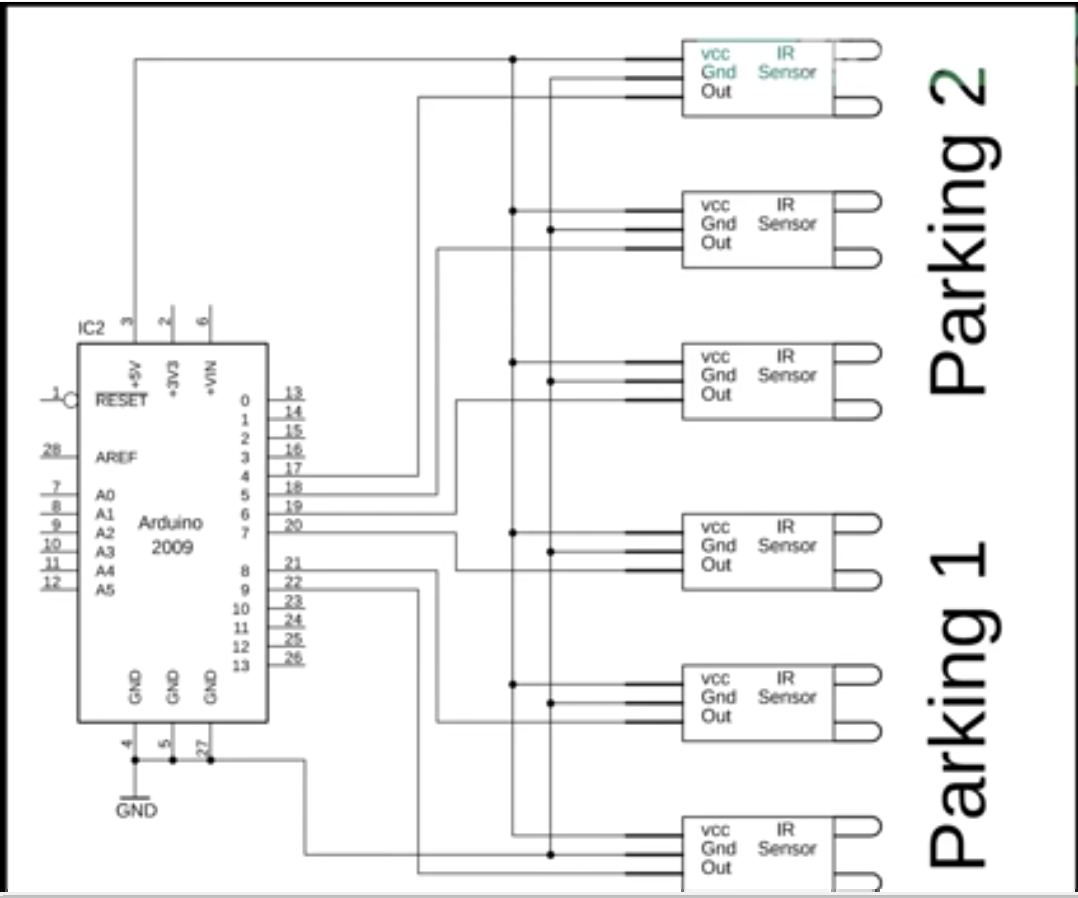 vcc IR
Gnd Sensor
Out
Parking 2
vcc IR
Gnd Sensor
Out
vcc IR
Gnd Sensor
Out
IC2
3 2 6
+5V +3V3 +VIN
1 RESET 0 13
1 14
2 15
28 AREF 3 16
4 17
7 A0 5 18
8 A1 6 19
9 A2 7 20
Arduino
2009
10 A3
11 A4 8 21
12 A5 9 22
10 23
11 24
12 25
13 26
GND GND GND
4 5 27
GND
vcc IR
Gnd Sensor
Out
Parking 1
vcc IR
Gnd Sensor
Out
vcc IR
Gnd Sensor
Out